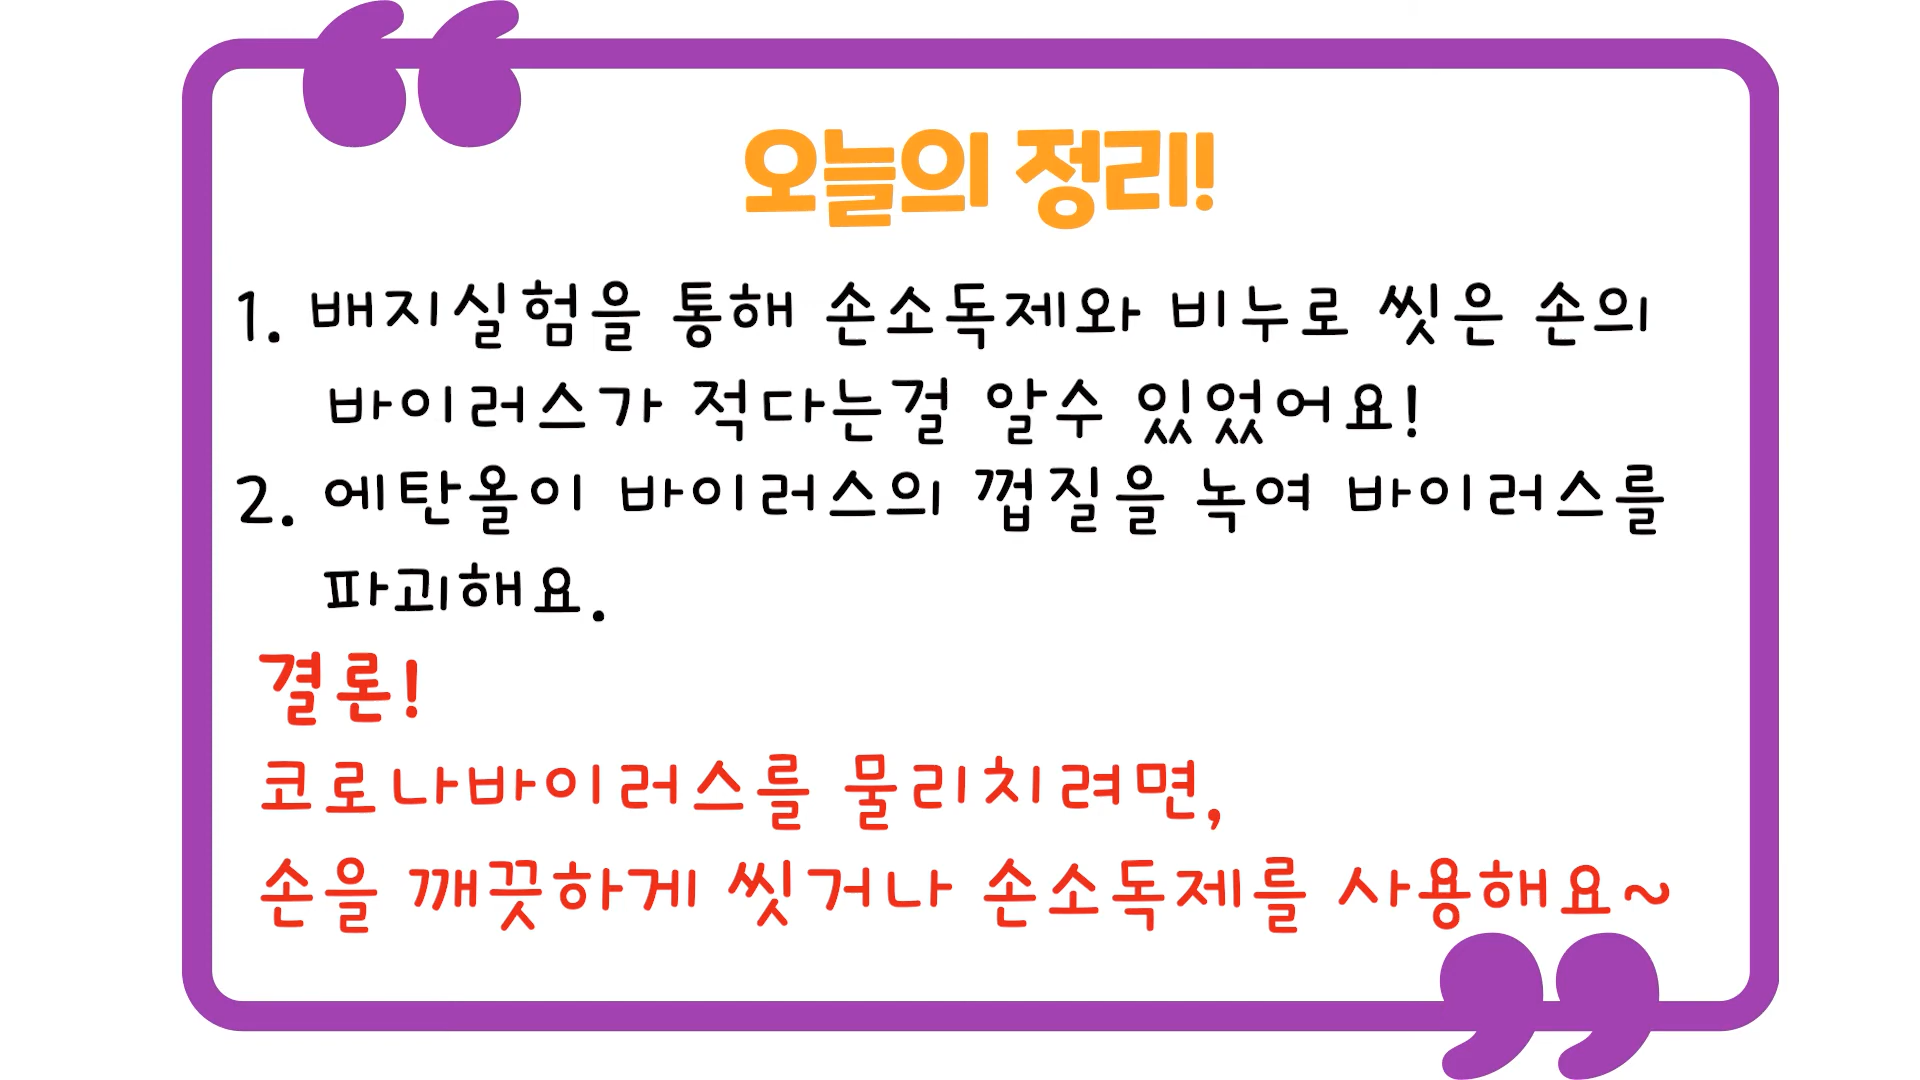 오늘의 정리!
1. 배지실험을 통해 손소독제와 비누로 씻은 손의
바이러스가 적다는걸 알수 있었어요!
2. 에탄올이 바이러스의 껍질을 녹여 바이러스를
파괴해요.
결론!
코로나바이러스를 물리치려면,
손을 깨끗하게 씻거나 손소독제를 사용해요~